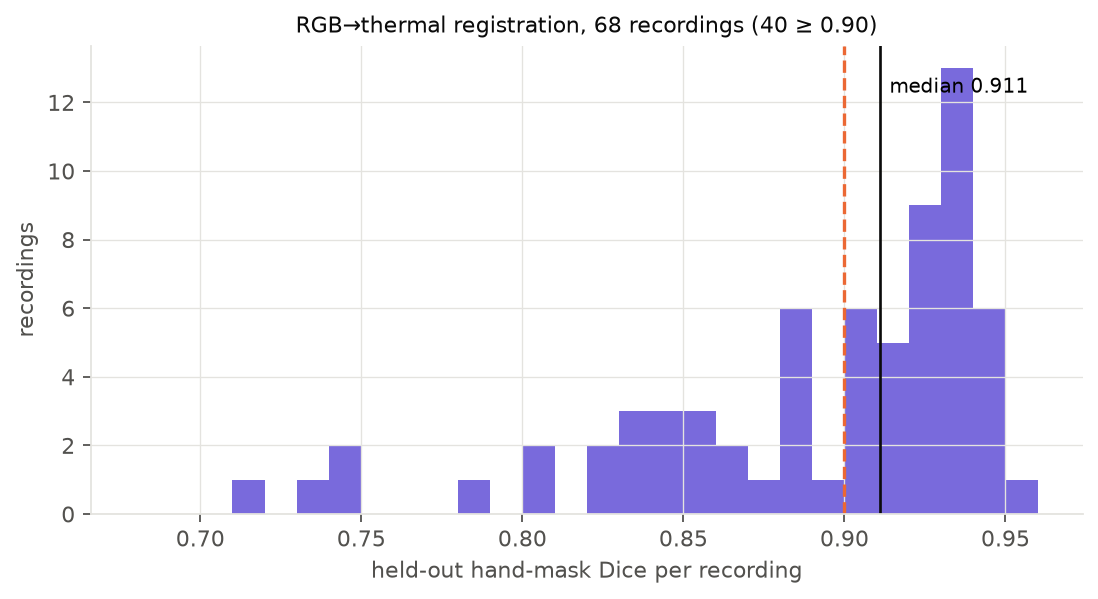 RGB→thermal registration, 68 recordings (40 ≥ 0.90)
median 0.911
12
10
8
6
4
2
0
recordings
0.70 0.75 0.80 0.85 0.90 0.95
held-out hand-mask Dice per recording